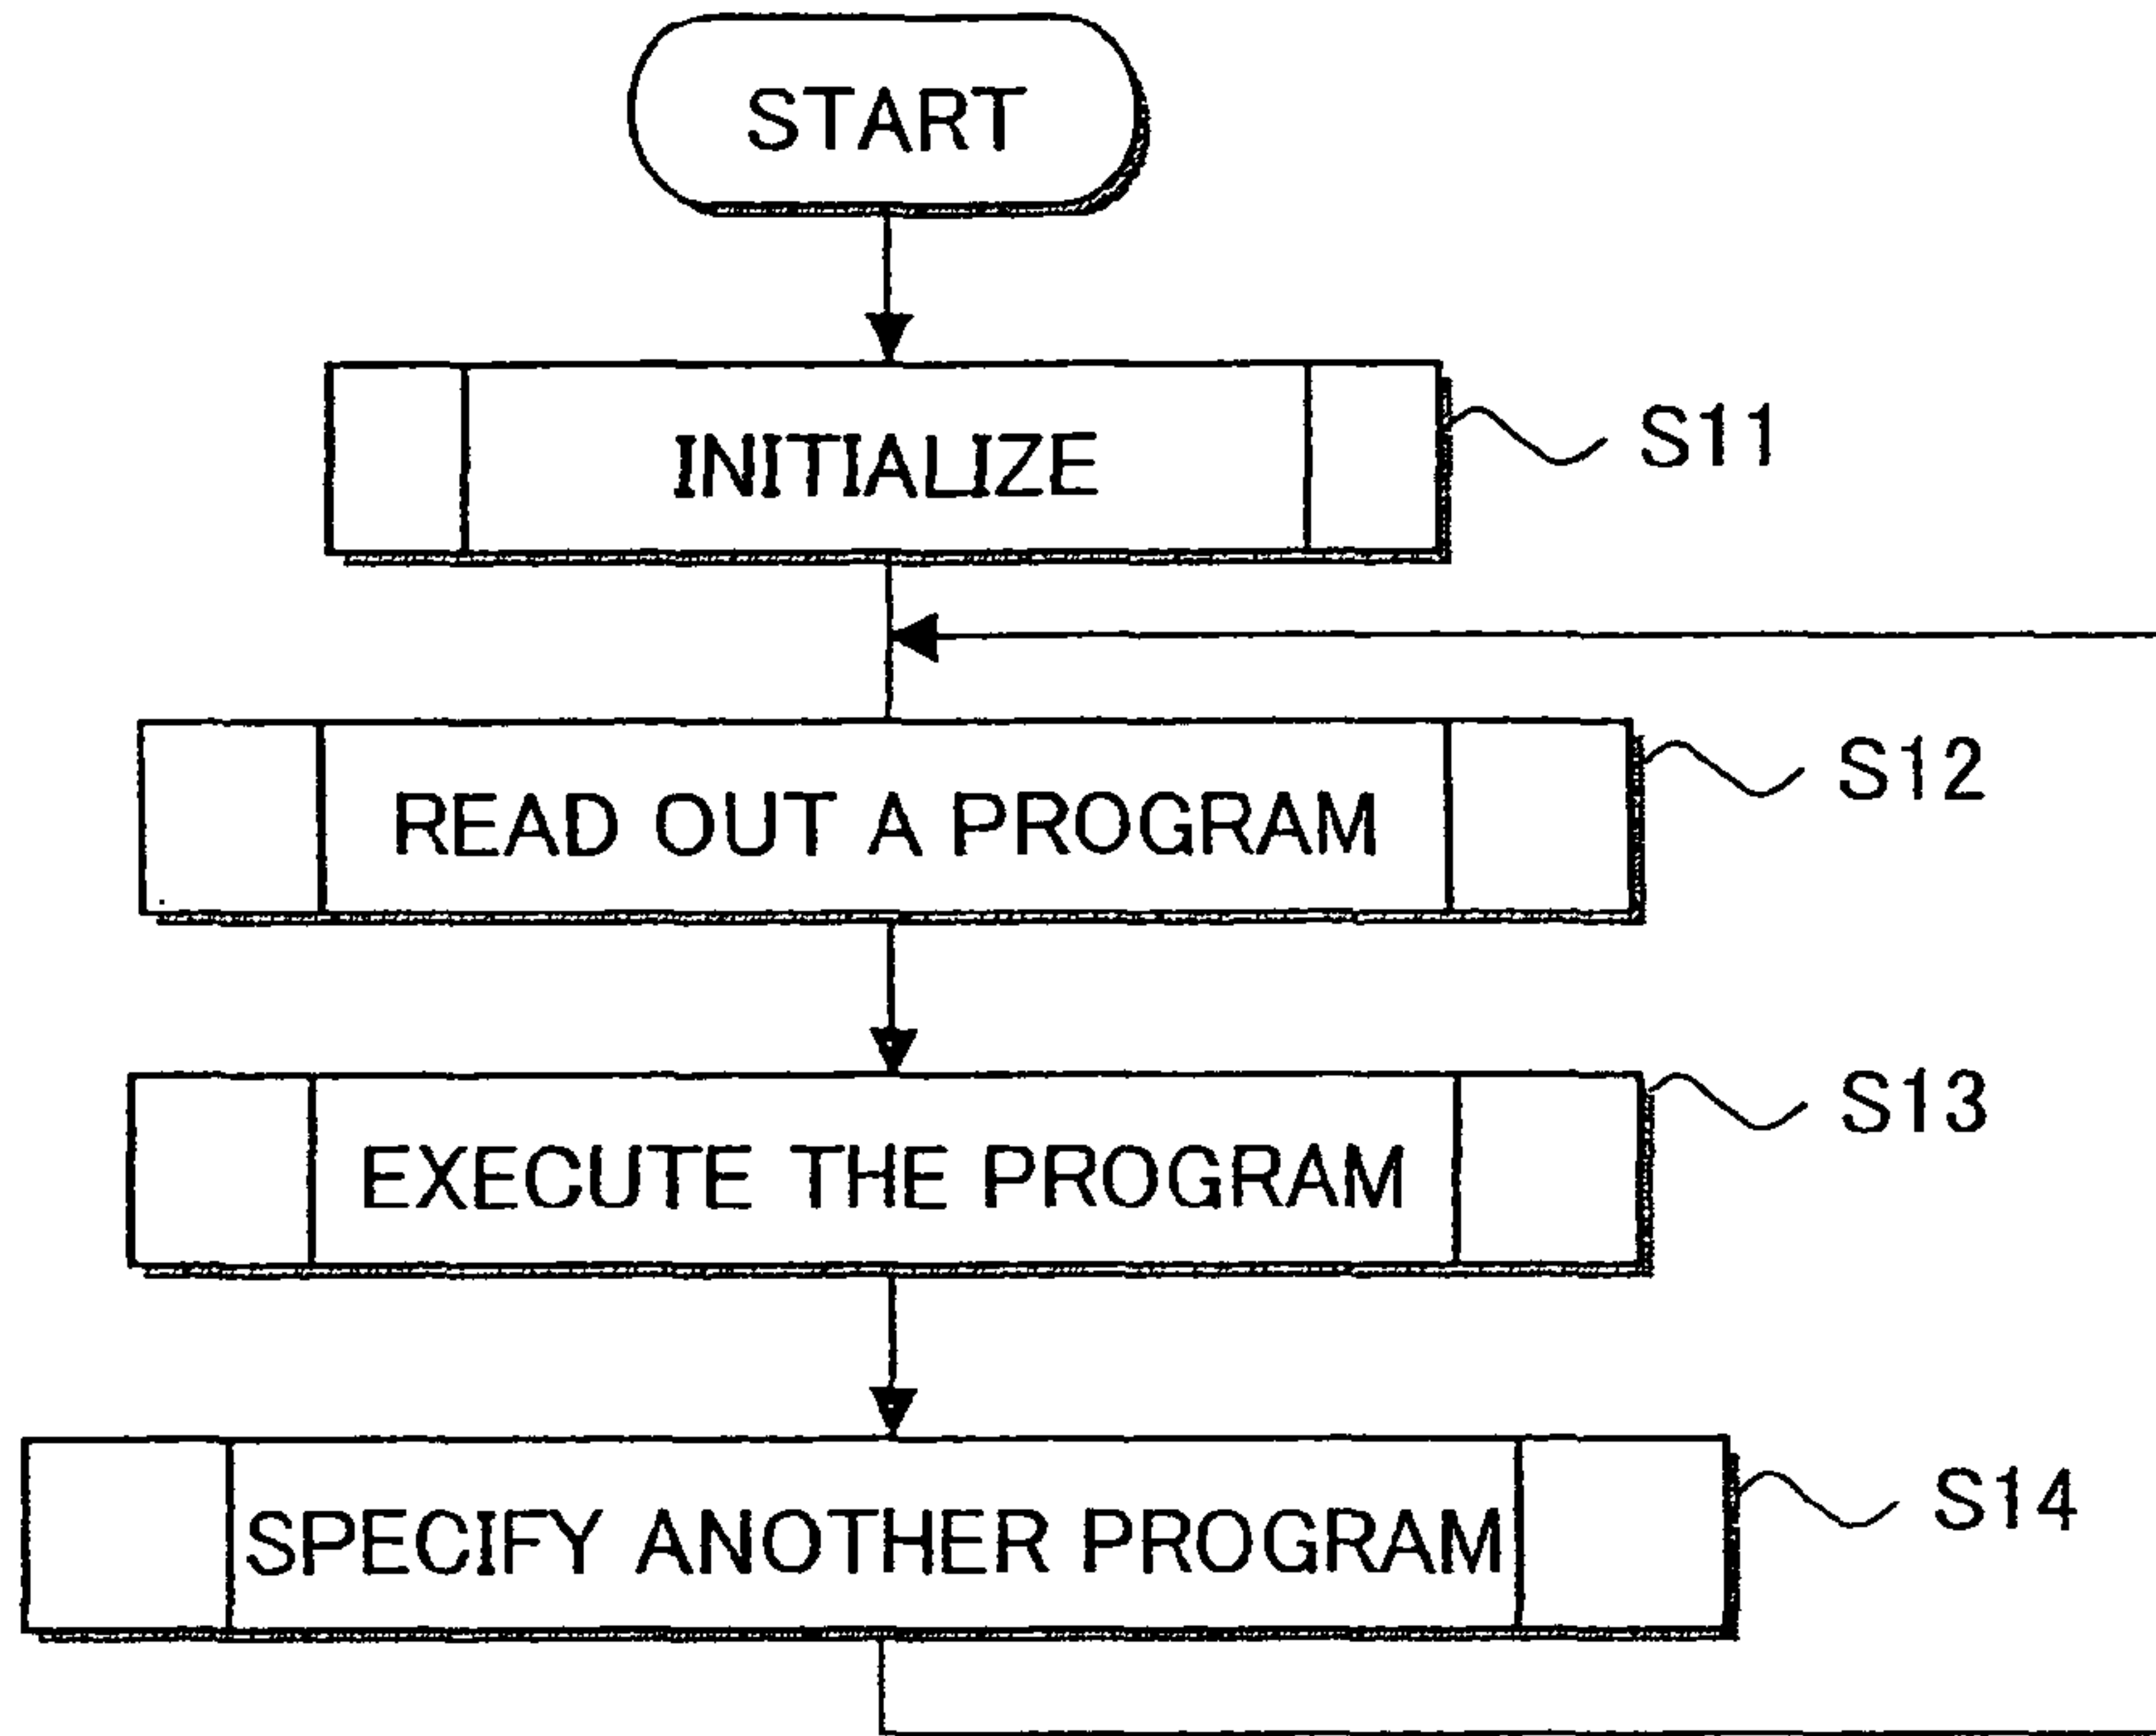 START
INITIALIZE
S11
READ OUT A PROGRAM
S12
EXECUTE THE PROGRAM
S13
SPECIFY ANOTHER PROGRAM
S14